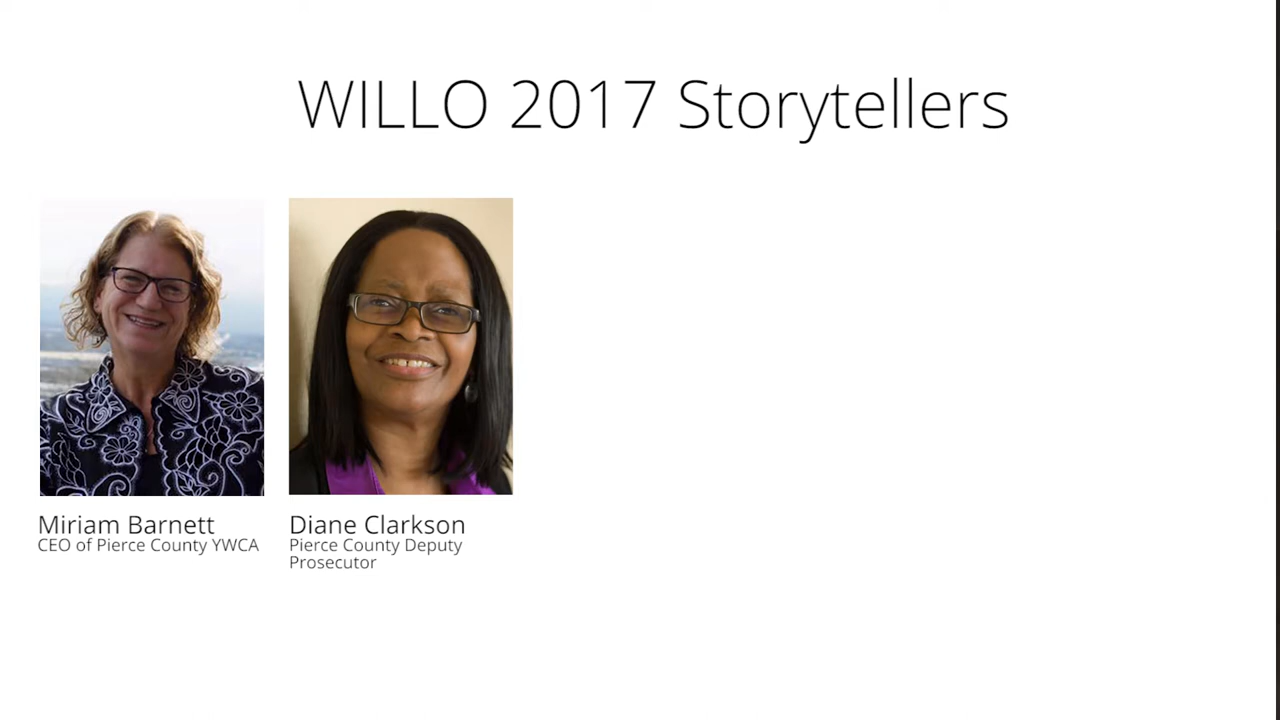 WILLO 2017 Storytellers
Miriam Barnett
CEO of Pierce County YWCA
Diane Clarkson
Pierce County Deputy
Prosecutor